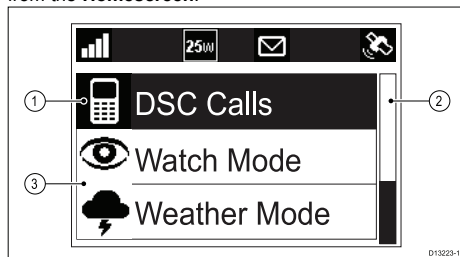 from the Homescreen.
25W
1
DSC Calls
2
Watch Mode
3
Weather Mode
D13223-1